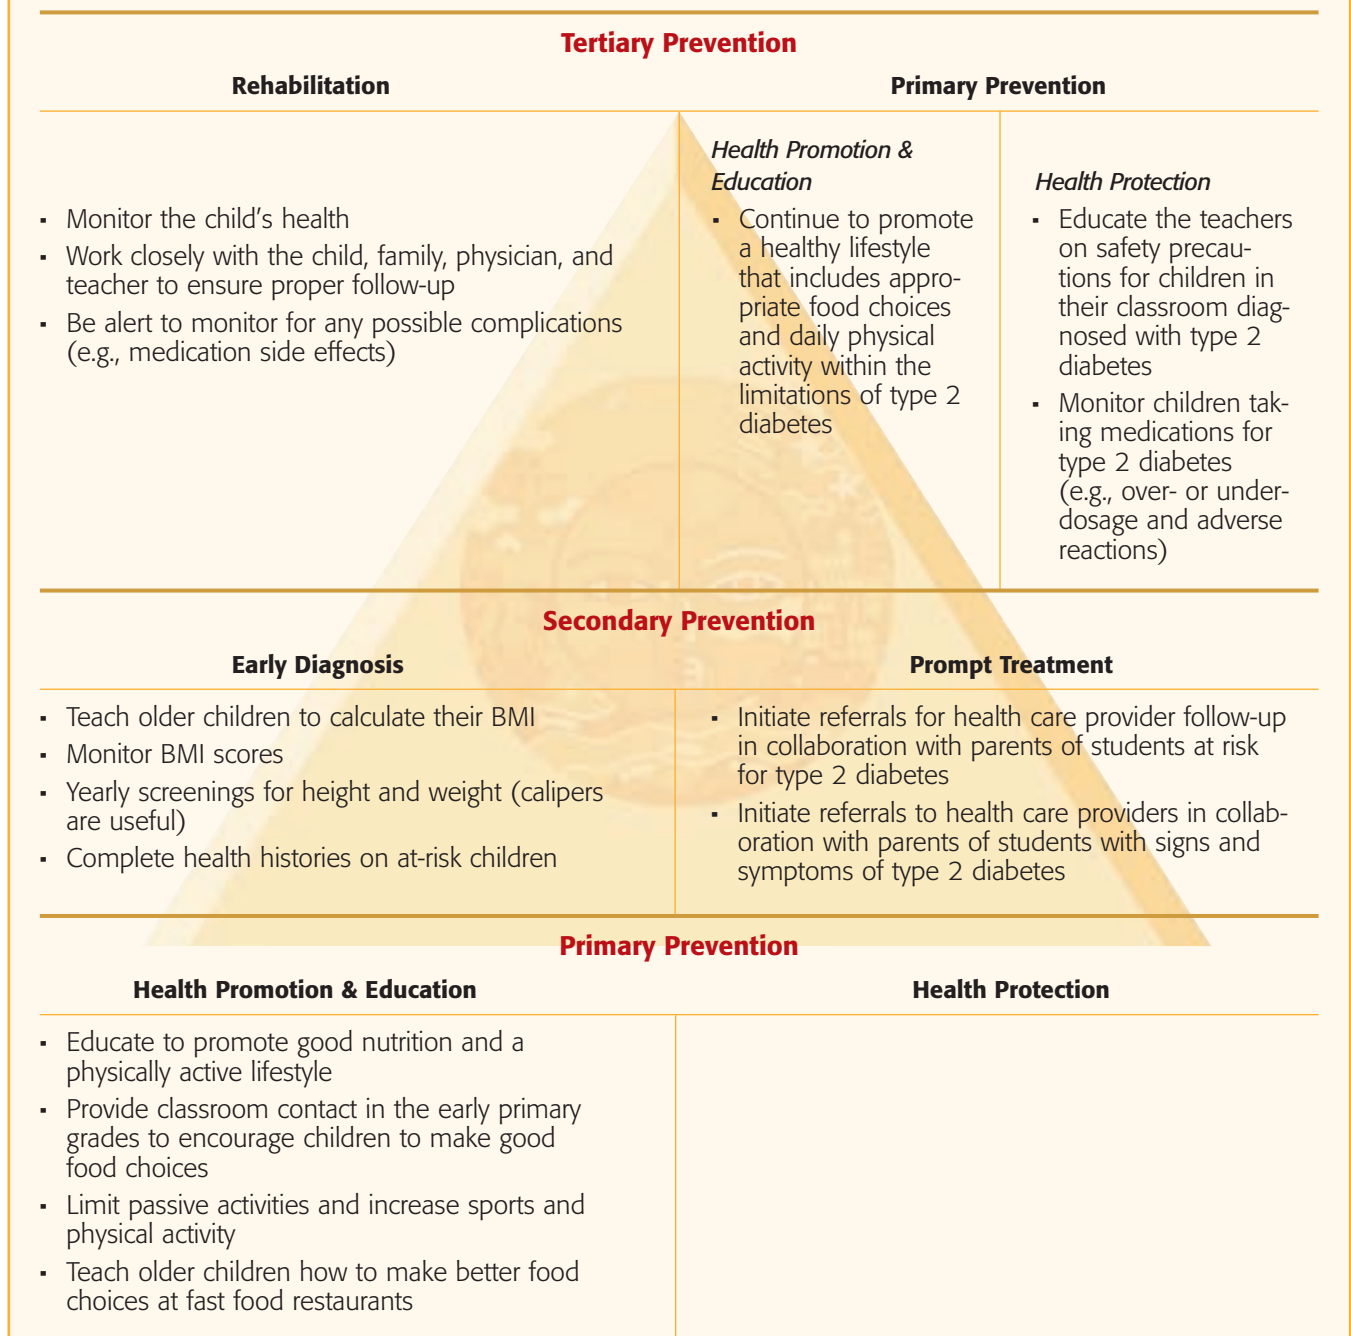 Tertiary Prevention
Rehabilitation
Primary Prevention
▪ Monitor the child's health
▪ Work closely with the child, family, physician, and
teacher to ensure proper follow-up
▪ Be alert to monitor for any possible complications
(e.g., medication side effects)
Health Promotion &
Education
▪ Continue to promote
a healthy lifestyle
that includes appro-
priate food choices
and daily physical
activity within the
limitations of type 2
diabetes
Health Protection
▪ Educate the teachers
on safety precau-
tions for children in
their classroom diag-
nosed with type 2
diabetes
▪ Monitor children tak-
ing medications for
type 2 diabetes
(e.g., over- or under-
dosage and adverse
reactions)
Secondary Prevention
Early Diagnosis
Prompt Treatment
▪ Teach older children to calculate their BMI
▪ Monitor BMI scores
▪ Yearly screenings for height and weight (calipers
are useful)
▪ Complete health histories on at-risk children
▪ Initiate referrals for health care provider follow-up
in collaboration with parents of students at risk
for type 2 diabetes
▪ Initiate referrals to health care providers in collab-
oration with parents of students with signs and
symptoms of type 2 diabetes
Primary Prevention
Health Promotion & Education
Health Protection
▪ Educate to promote good nutrition and a
physically active lifestyle
▪ Provide classroom contact in the early primary
grades to encourage children to make good
food choices
▪ Limit passive activities and increase sports and
physical activity
▪ Teach older children how to make better food
choices at fast food restaurants